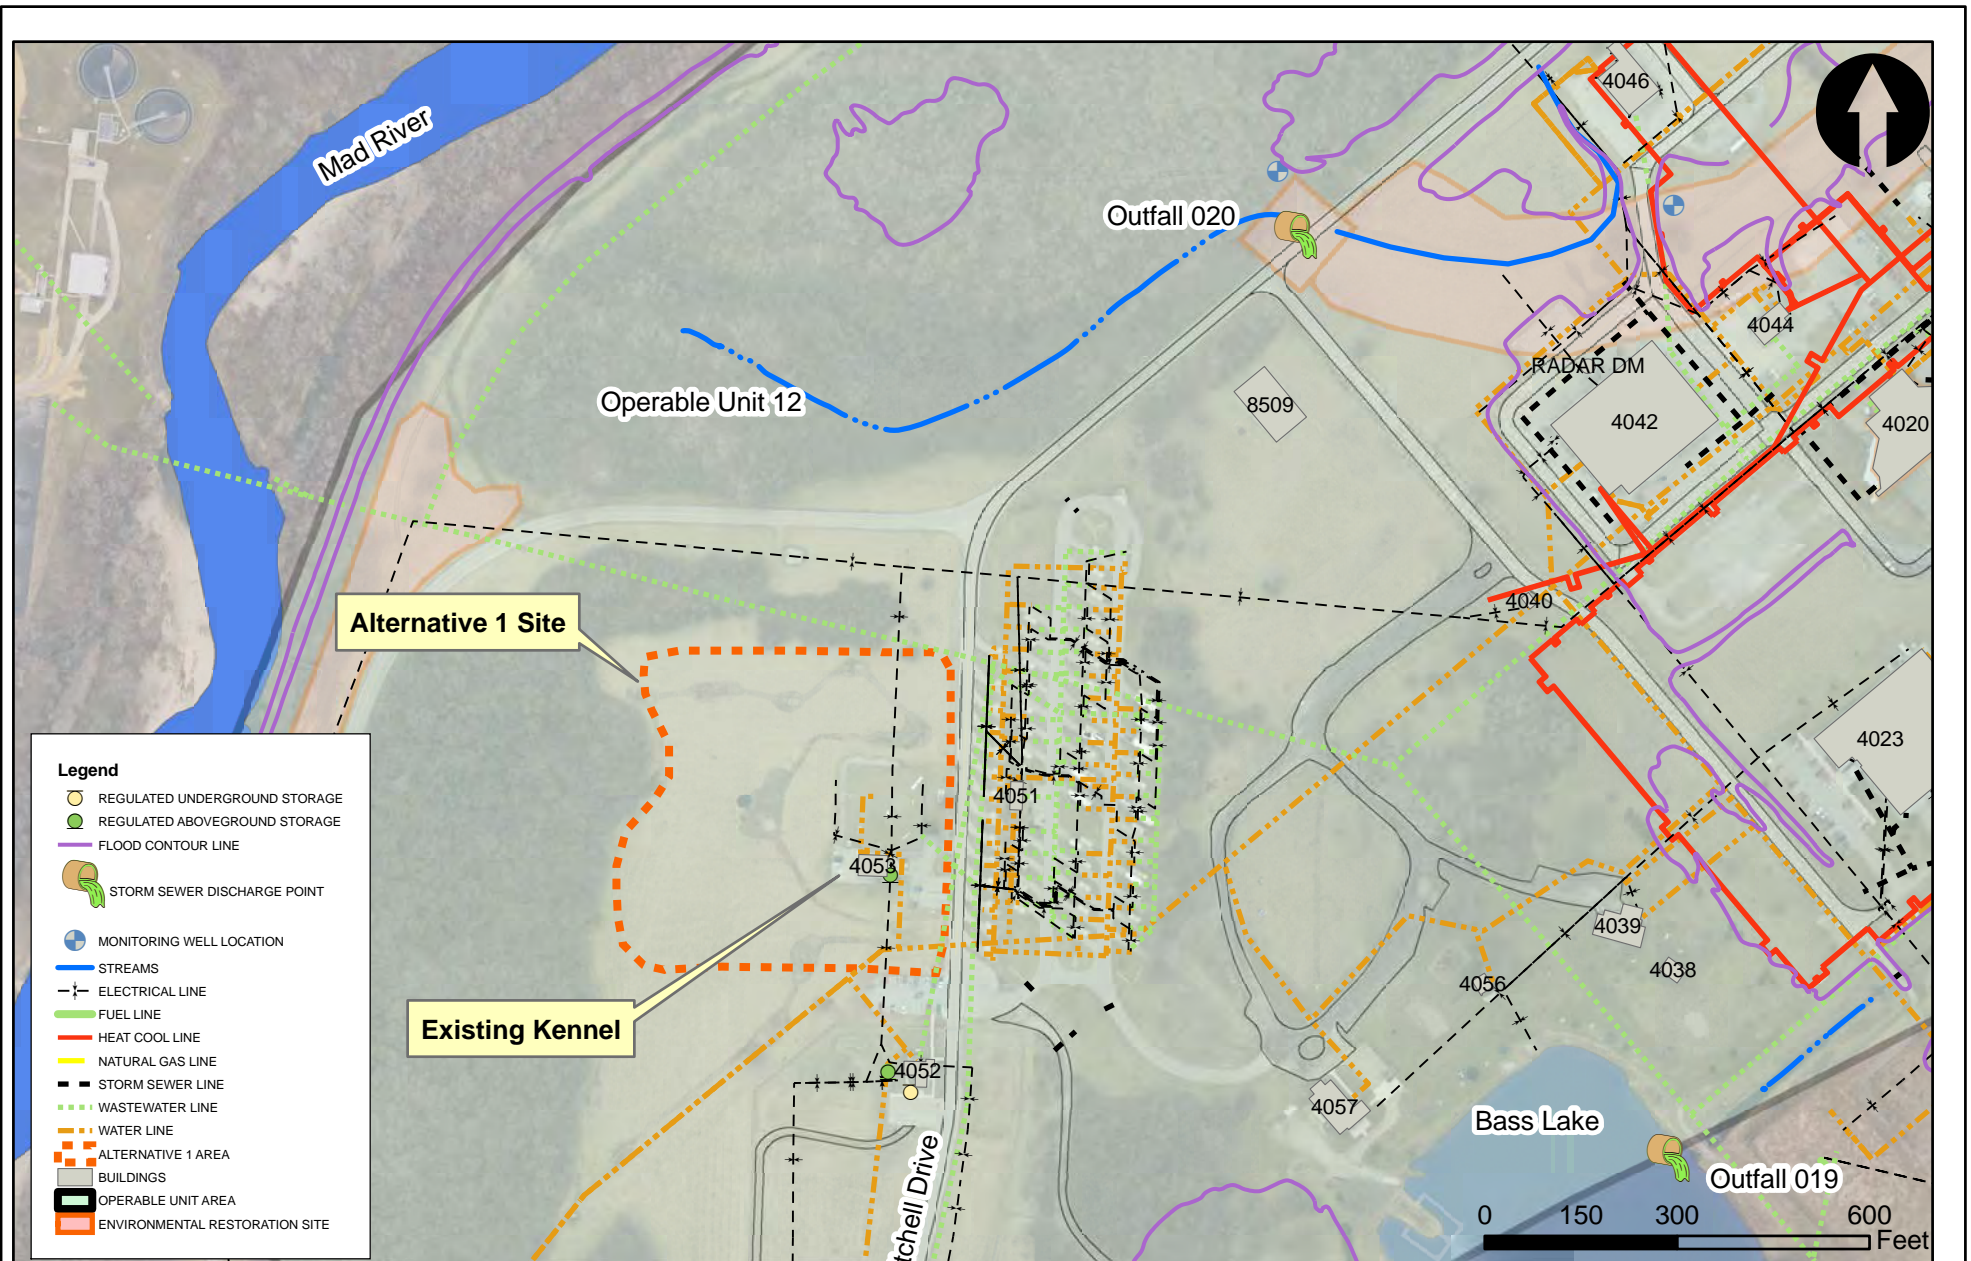 Mad River
4046
Outfall 020
4044
RADAR DM
8509
4042
4020
Operable Unit 12
Alternative 1 Site
4040
4023
4051
4053
4039
4038
4056
Existing Kennel
4052
4057
Bass Lake
Outfall 019
tchell Drive
Legend
REGULATED UNDERGROUND STORAGE
REGULATED ABOVEGROUND STORAGE
FLOOD CONTOUR LINE
STORM SEWER DISCHARGE POINT
MONITORING WELL LOCATION
STREAMS
ELECTRICAL LINE
FUEL LINE
HEAT COOL LINE
NATURAL GAS LINE
STORM SEWER LINE
WASTEWATER LINE
WATER LINE
ALTERNATIVE 1 AREA
BUILDINGS
OPERABLE UNIT AREA
ENVIRONMENTAL RESTORATION SITE
0 150 300 600
Feet